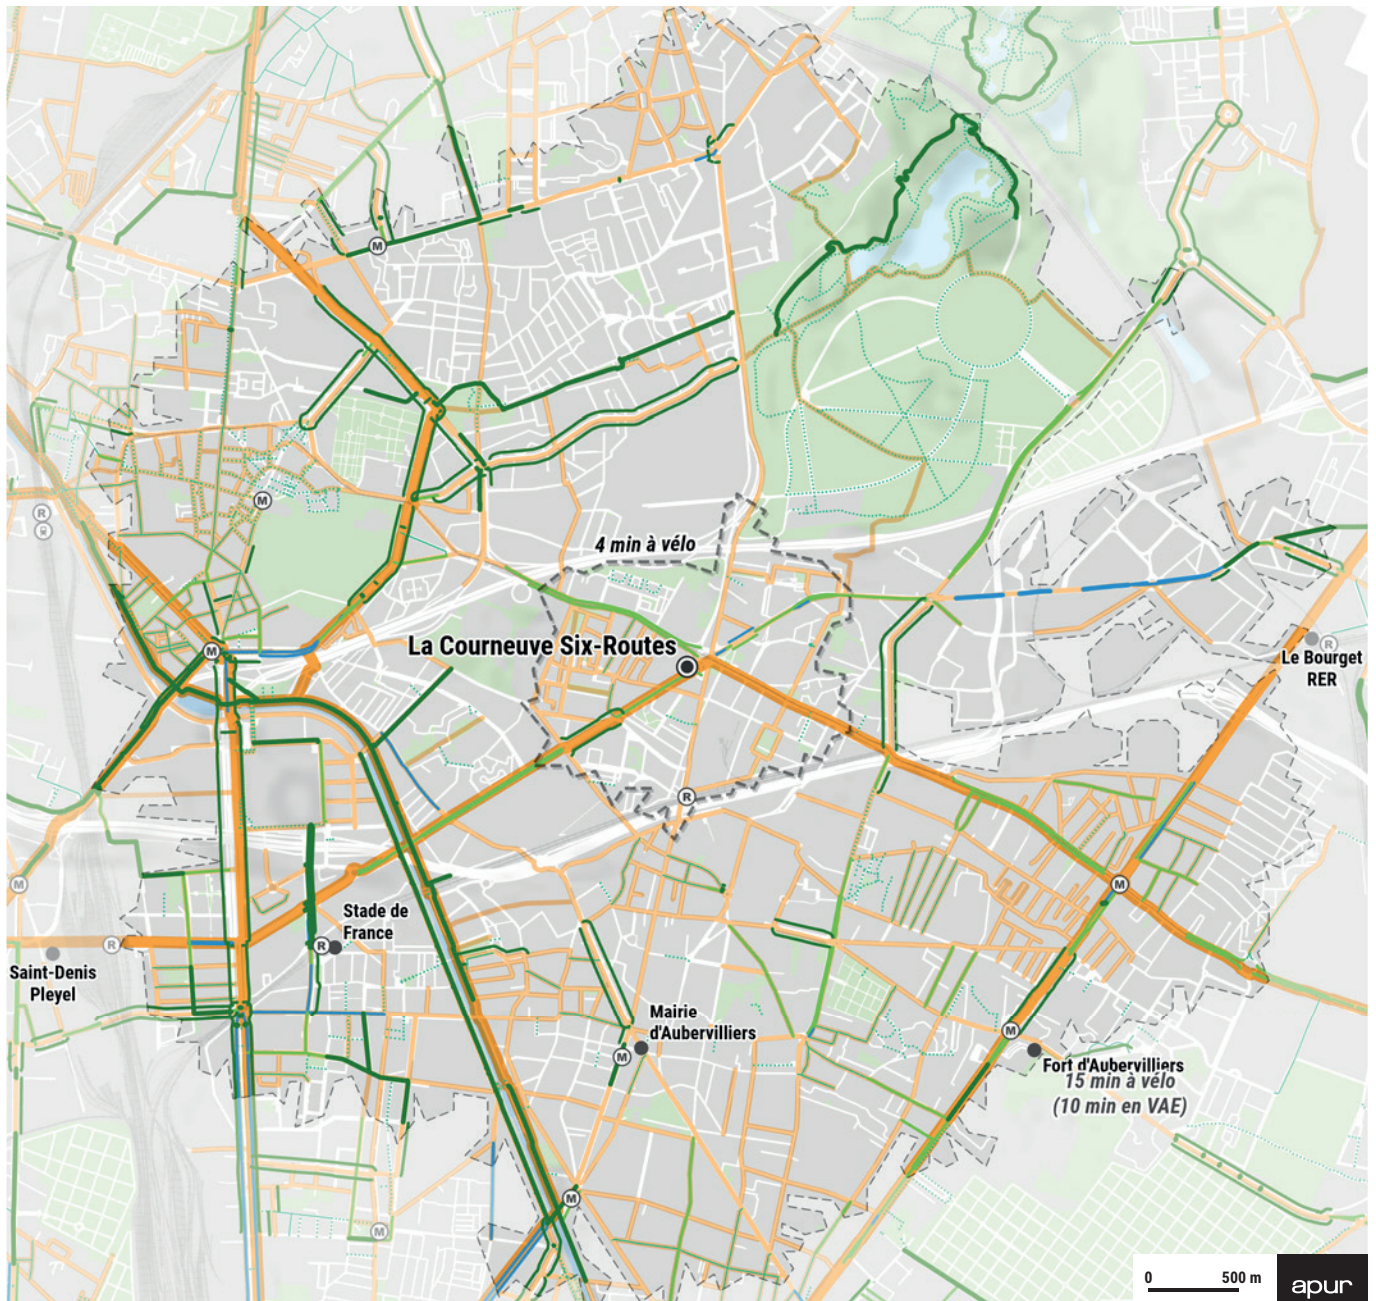 M
M
R
4 min à vélo
La Courneuve Six-Routes
M
R
Le Bourget
RER
R
M
M
Stade de
France
R
R
Saint-Denis
Pleyel
Mairie
d'Aubervilliers
M
M
Fort d'Aubervilliers
15 min à vélo
(10 min en VAE)
M
M
0 500 m
apur